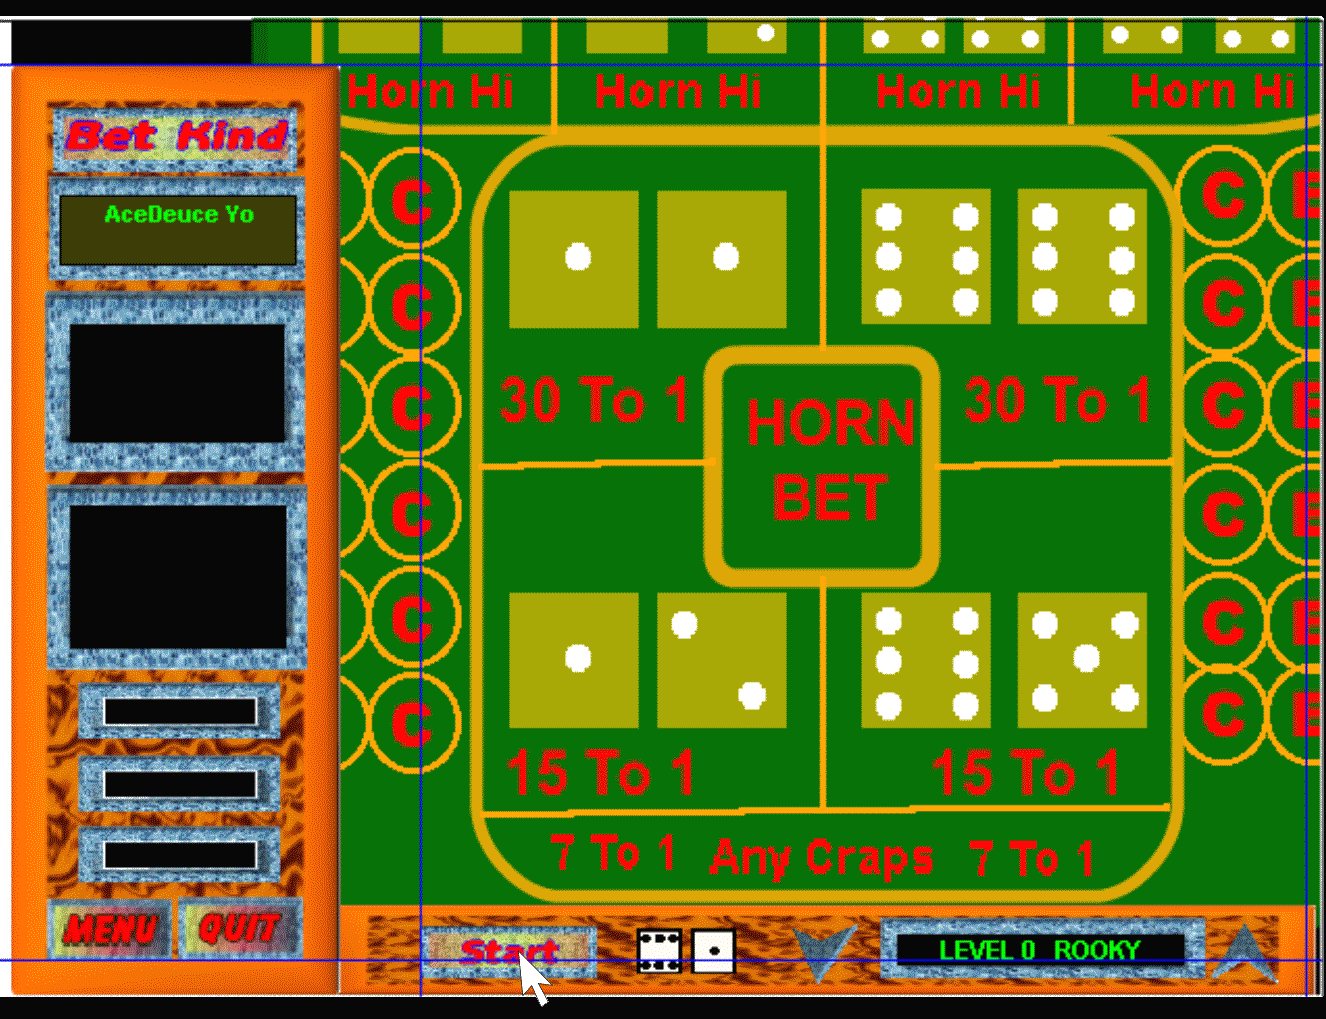 Horn Hi Horn Hi Horn Hi Horn Hi
Bet Kind
AceDeuce Yo
C C E
C C E
30 To 1 30 To 1
C C E
HORN
BET
C C E
C C E
C C E
15 To 1 15 To 1
7 To 1 Any Craps 7 To 1
MENU QUIT
Start
LEVEL 0 ROOKY